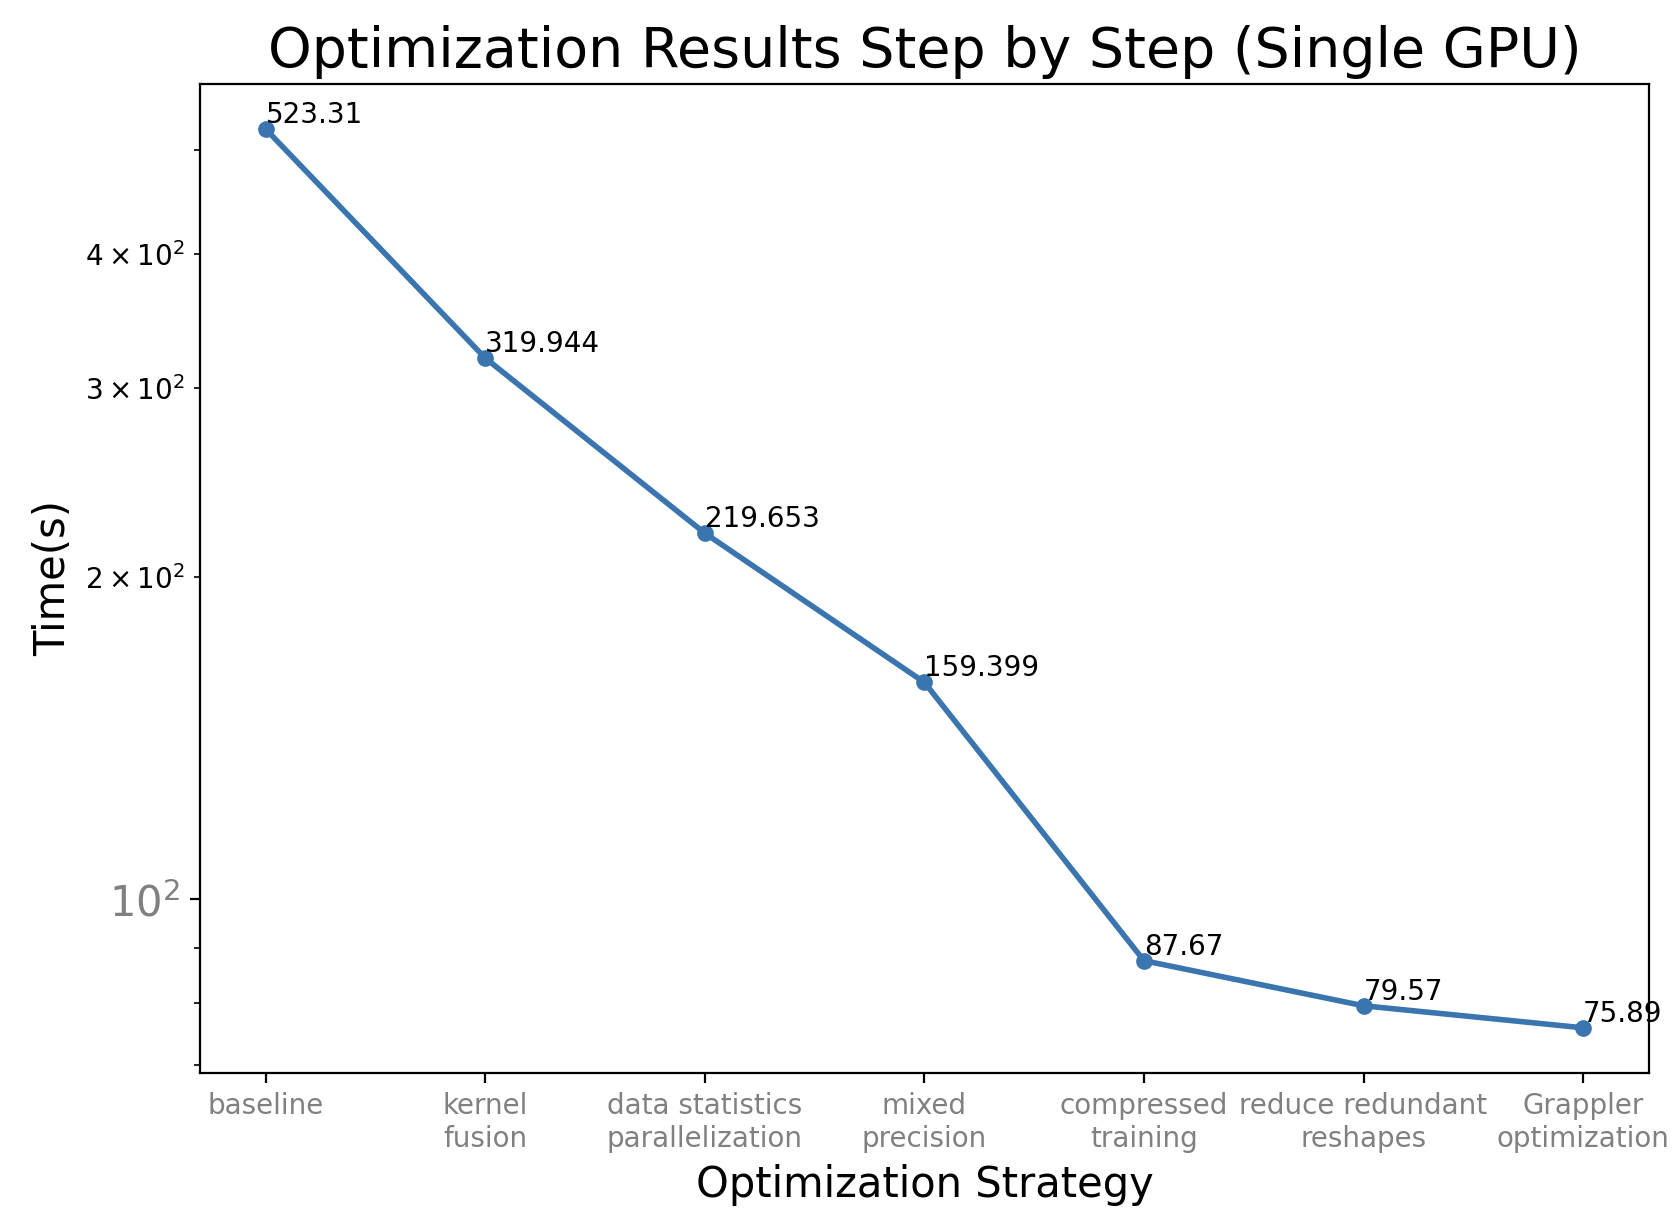 Optimization Results Step by Step (Single GPU)
523.31
4 × 10²
319.944
3 × 10²
219.653
2 × 10²
Time(s)
159.399
10²
87.67
79.57
75.89
baseline
kernel
fusion
data statistics
parallelization
mixed
precision
compressed
training
reduce redundant
reshapes
Grappler
optimization
Optimization Strategy